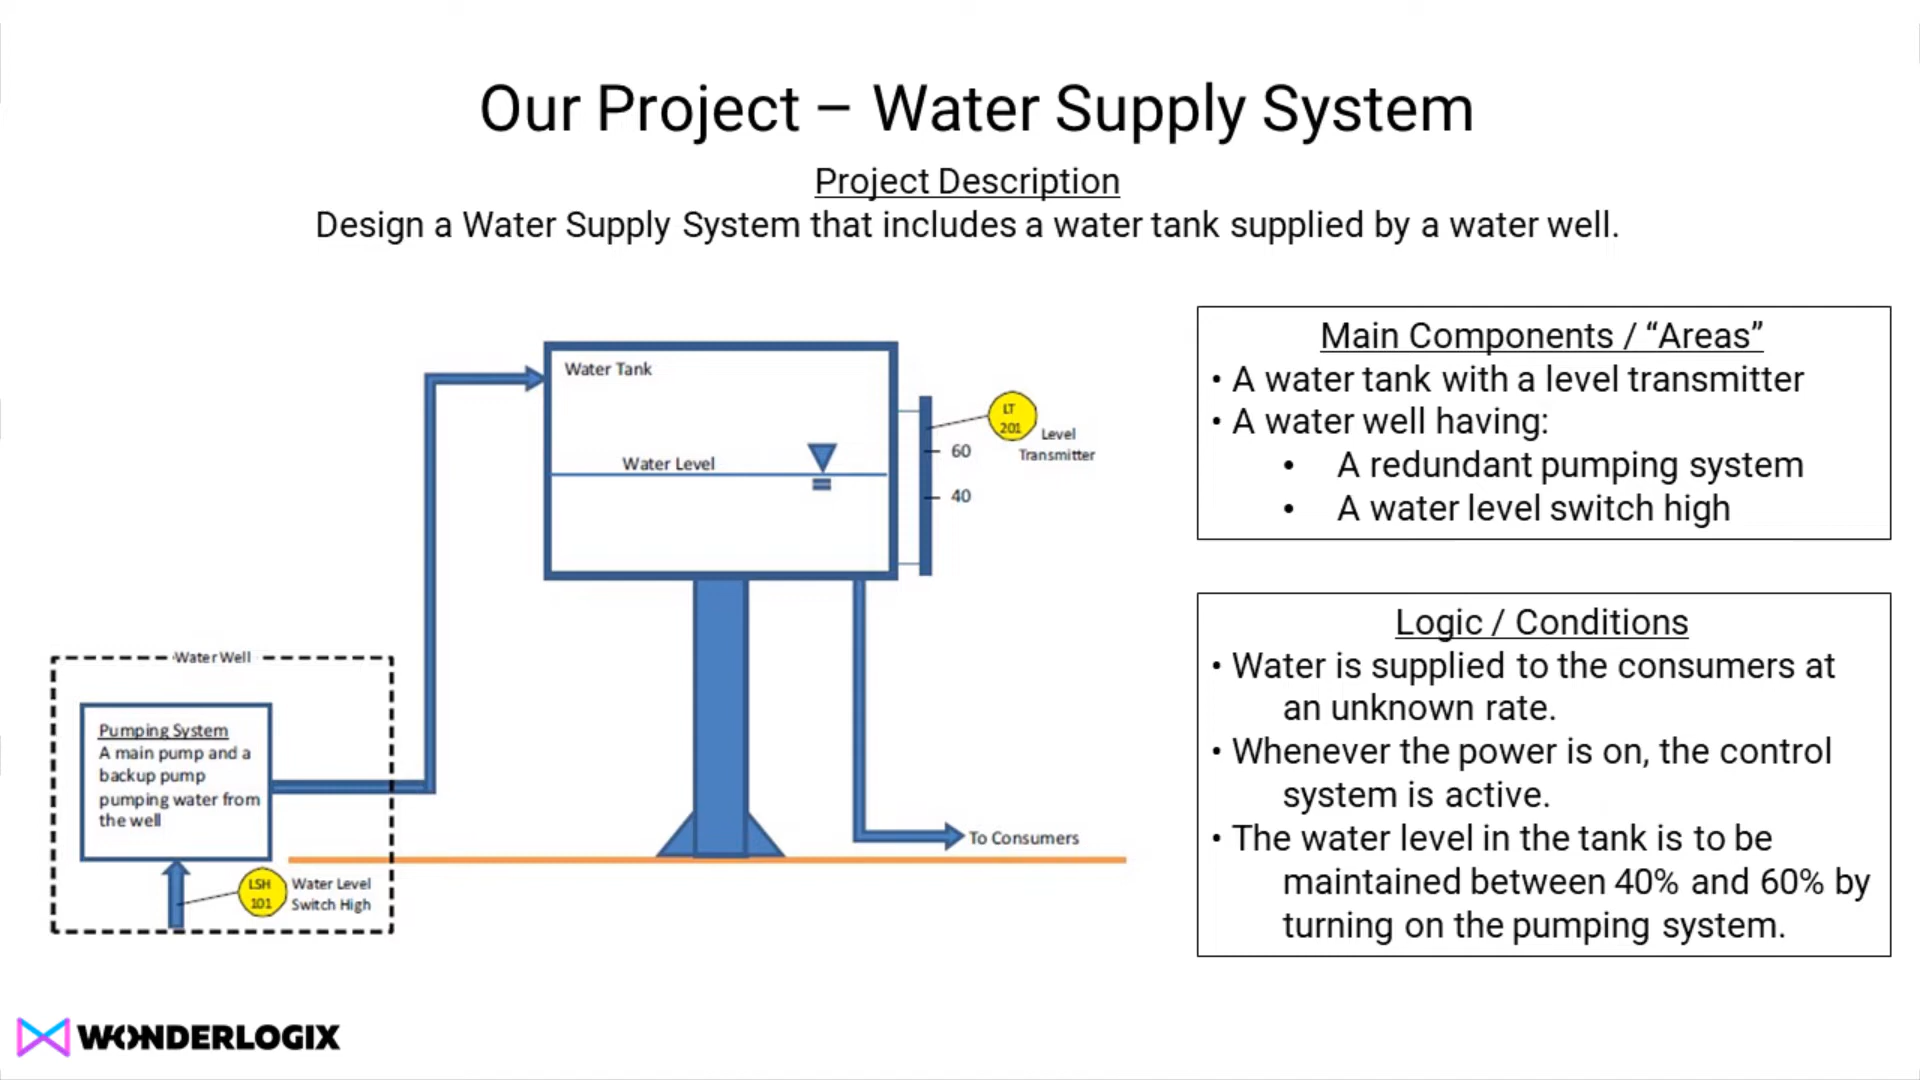 Our Project – Water Supply System
Project Description
Design a Water Supply System that includes a water tank supplied by a water well.
Water Tank
Water Level
LT
201
Level
Transmitter
60
40
Water Well
Pumping System
A main pump and a
backup pump
pumping water from
the well
LSH
101
Water Level
Switch High
To Consumers
Main Components / “Areas”
• A water tank with a level transmitter
• A water well having:
• A redundant pumping system
• A water level switch high
Logic / Conditions
• Water is supplied to the consumers at
an unknown rate.
• Whenever the power is on, the control
system is active.
• The water level in the tank is to be
maintained between 40% and 60% by
turning on the pumping system.
WONDERLOGIX